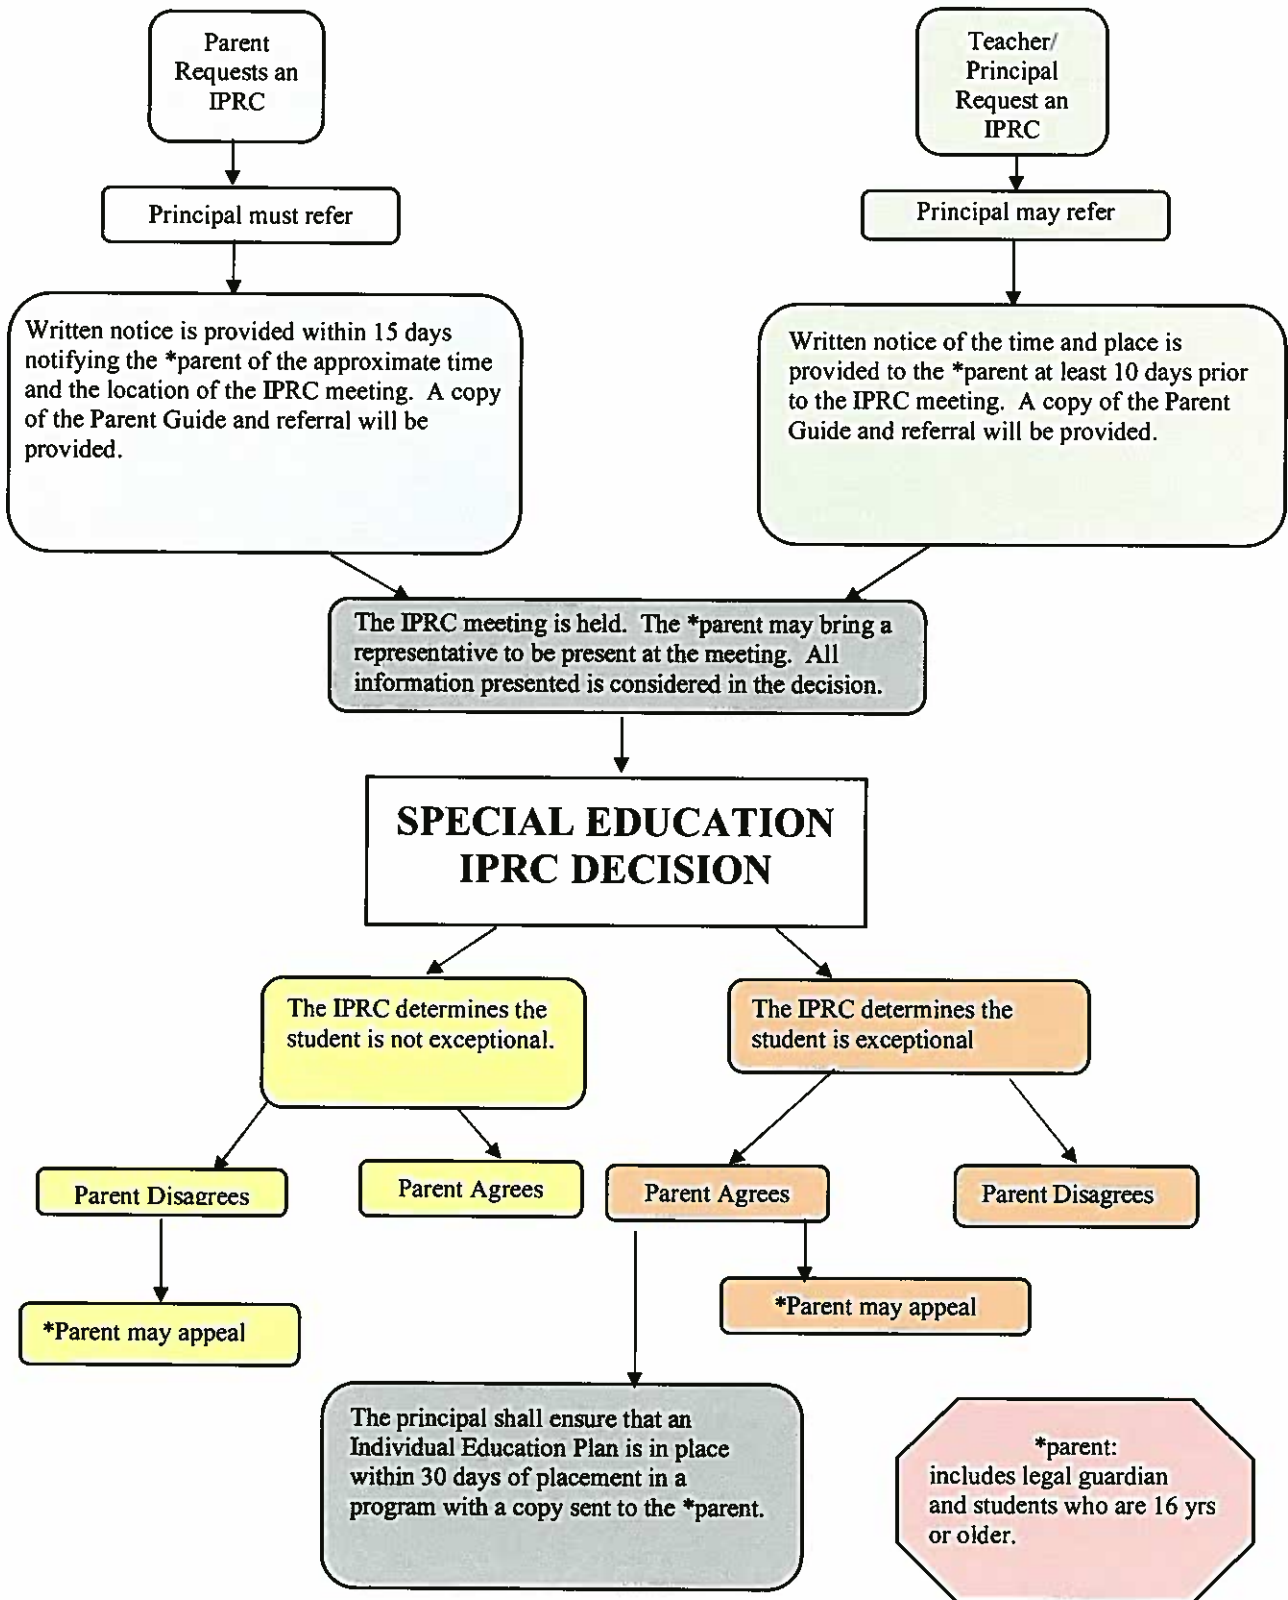 Parent
Requests an
IPRC
Teacher/
Principal
Request an
IPRC
Principal must refer
Principal may refer
Written notice is provided within 15 days
notifying the *parent of the approximate time
and the location of the IPRC meeting. A copy
of the Parent Guide and referral will be
provided.
Written notice of the time and place is
provided to the *parent at least 10 days prior
to the IPRC meeting. A copy of the Parent
Guide and referral will be provided.
The IPRC meeting is held. The *parent may bring a
representative to be present at the meeting. All
information presented is considered in the decision.
SPECIAL EDUCATION
IPRC DECISION
The IPRC determines the
student is not exceptional.
The IPRC determines the
student is exceptional
Parent Disagrees
Parent Agrees
Parent Agrees
Parent Disagrees
*Parent may appeal
*Parent may appeal
The principal shall ensure that an
Individual Education Plan is in place
within 30 days of placement in a
program with a copy sent to the *parent.
*parent:
includes legal guardian
and students who are 16 yrs
or older.